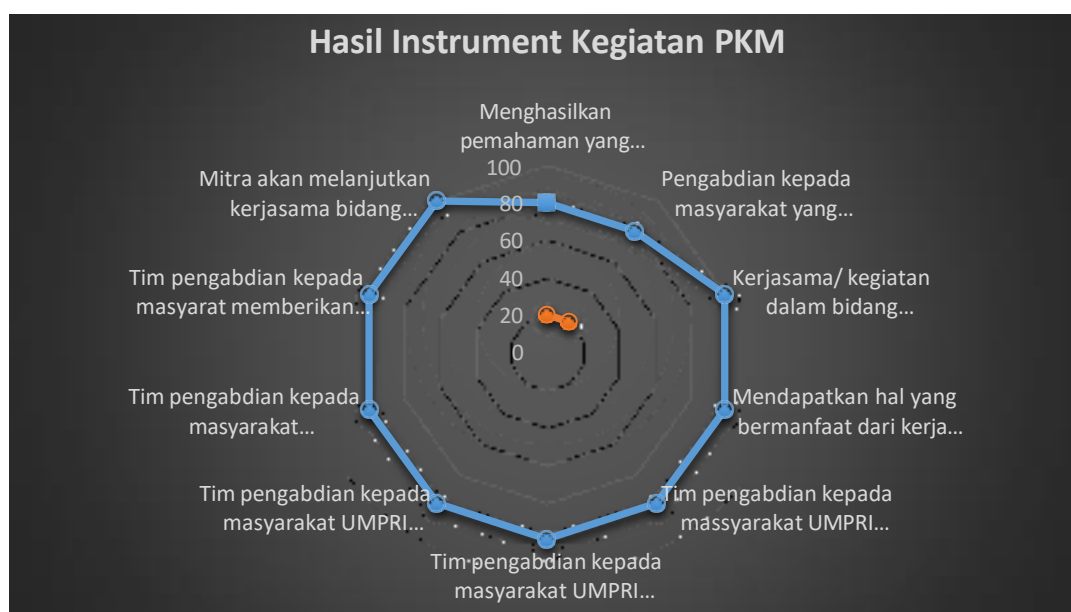 Hasil Instrument Kegiatan PKM
Menghasilkan
pemahaman yang...
Pengabdian kepada
masyarakat yang...
Kerjasama/ kegiatan
dalam bidang...
Mendapatkan hal yang
bermanfaat dari kerja...
Tim pengabdian kepada
massyarakat UMPRI...
Tim pengabdian kepada
masyarakat UMPRI...
Tim pengabdian kepada
masyarakat UMPRI...
Tim pengabdian kepada
masyarakat...
Tim pengabdian kepada
masyarat memberikan...
Mitra akan melanjutkan
kerjasama bidang...
100
80
60
40
20
0